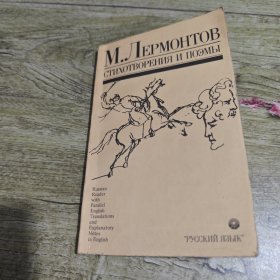 М. ЛЕРМОНТОВ
СТИХОТВОРЕНИЯ И ПОЭМЫ
Russian
Reader
with
Parallel
English
Translations
and
Explanatory
Notes
in English
"РУССКИЙ ЯЗЫК"